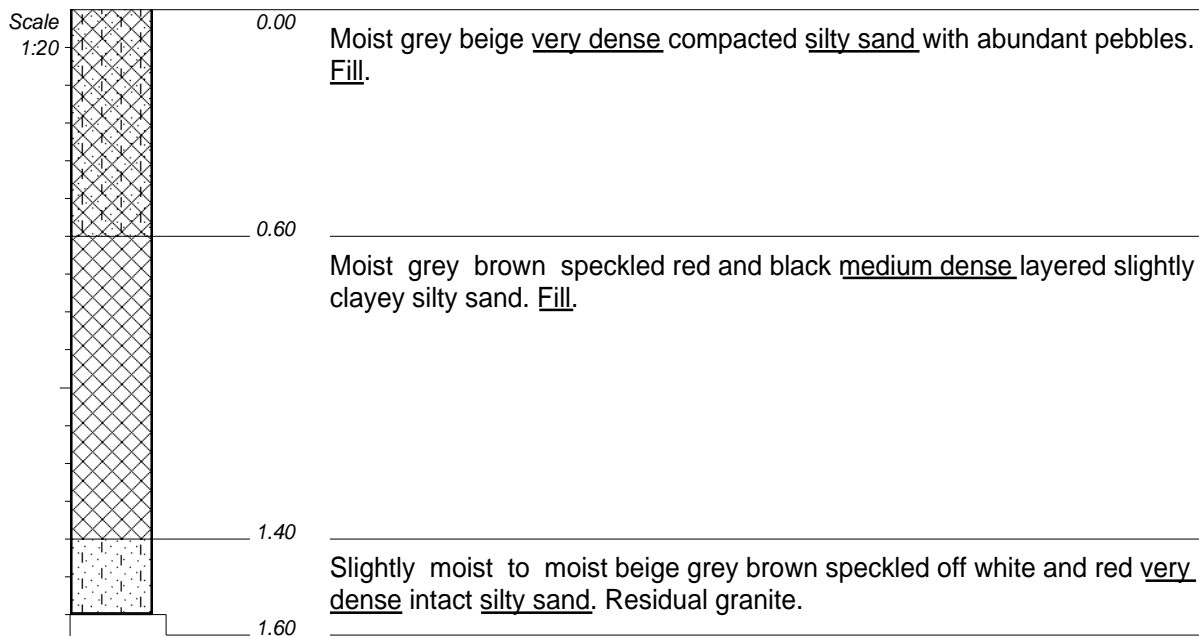 Scale
1:20
0.00
Moist grey beige very dense compacted silty sand with abundant pebbles.
Fill.
0.60
Moist grey brown speckled red and black medium dense layered slightly
clayey silty sand. Fill.
1.40
Slightly moist to moist beige grey brown speckled off white and red very
dense intact silty sand. Residual granite.
1.60